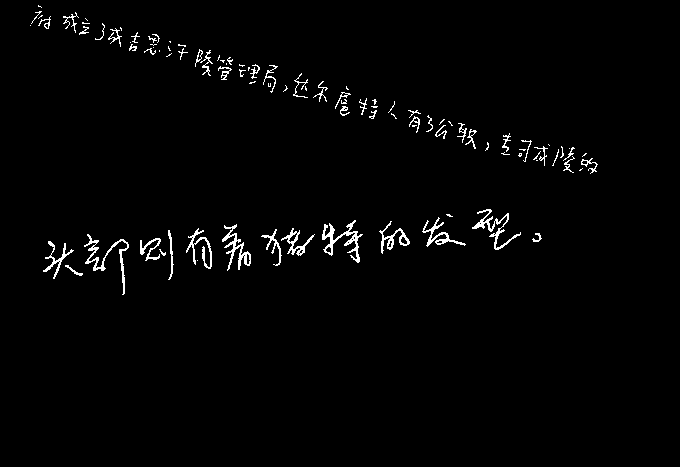 府成立了成吉思汗陵管理局，达尔扈特人有了公职，专司成陵的
头部则有着独特的发型。